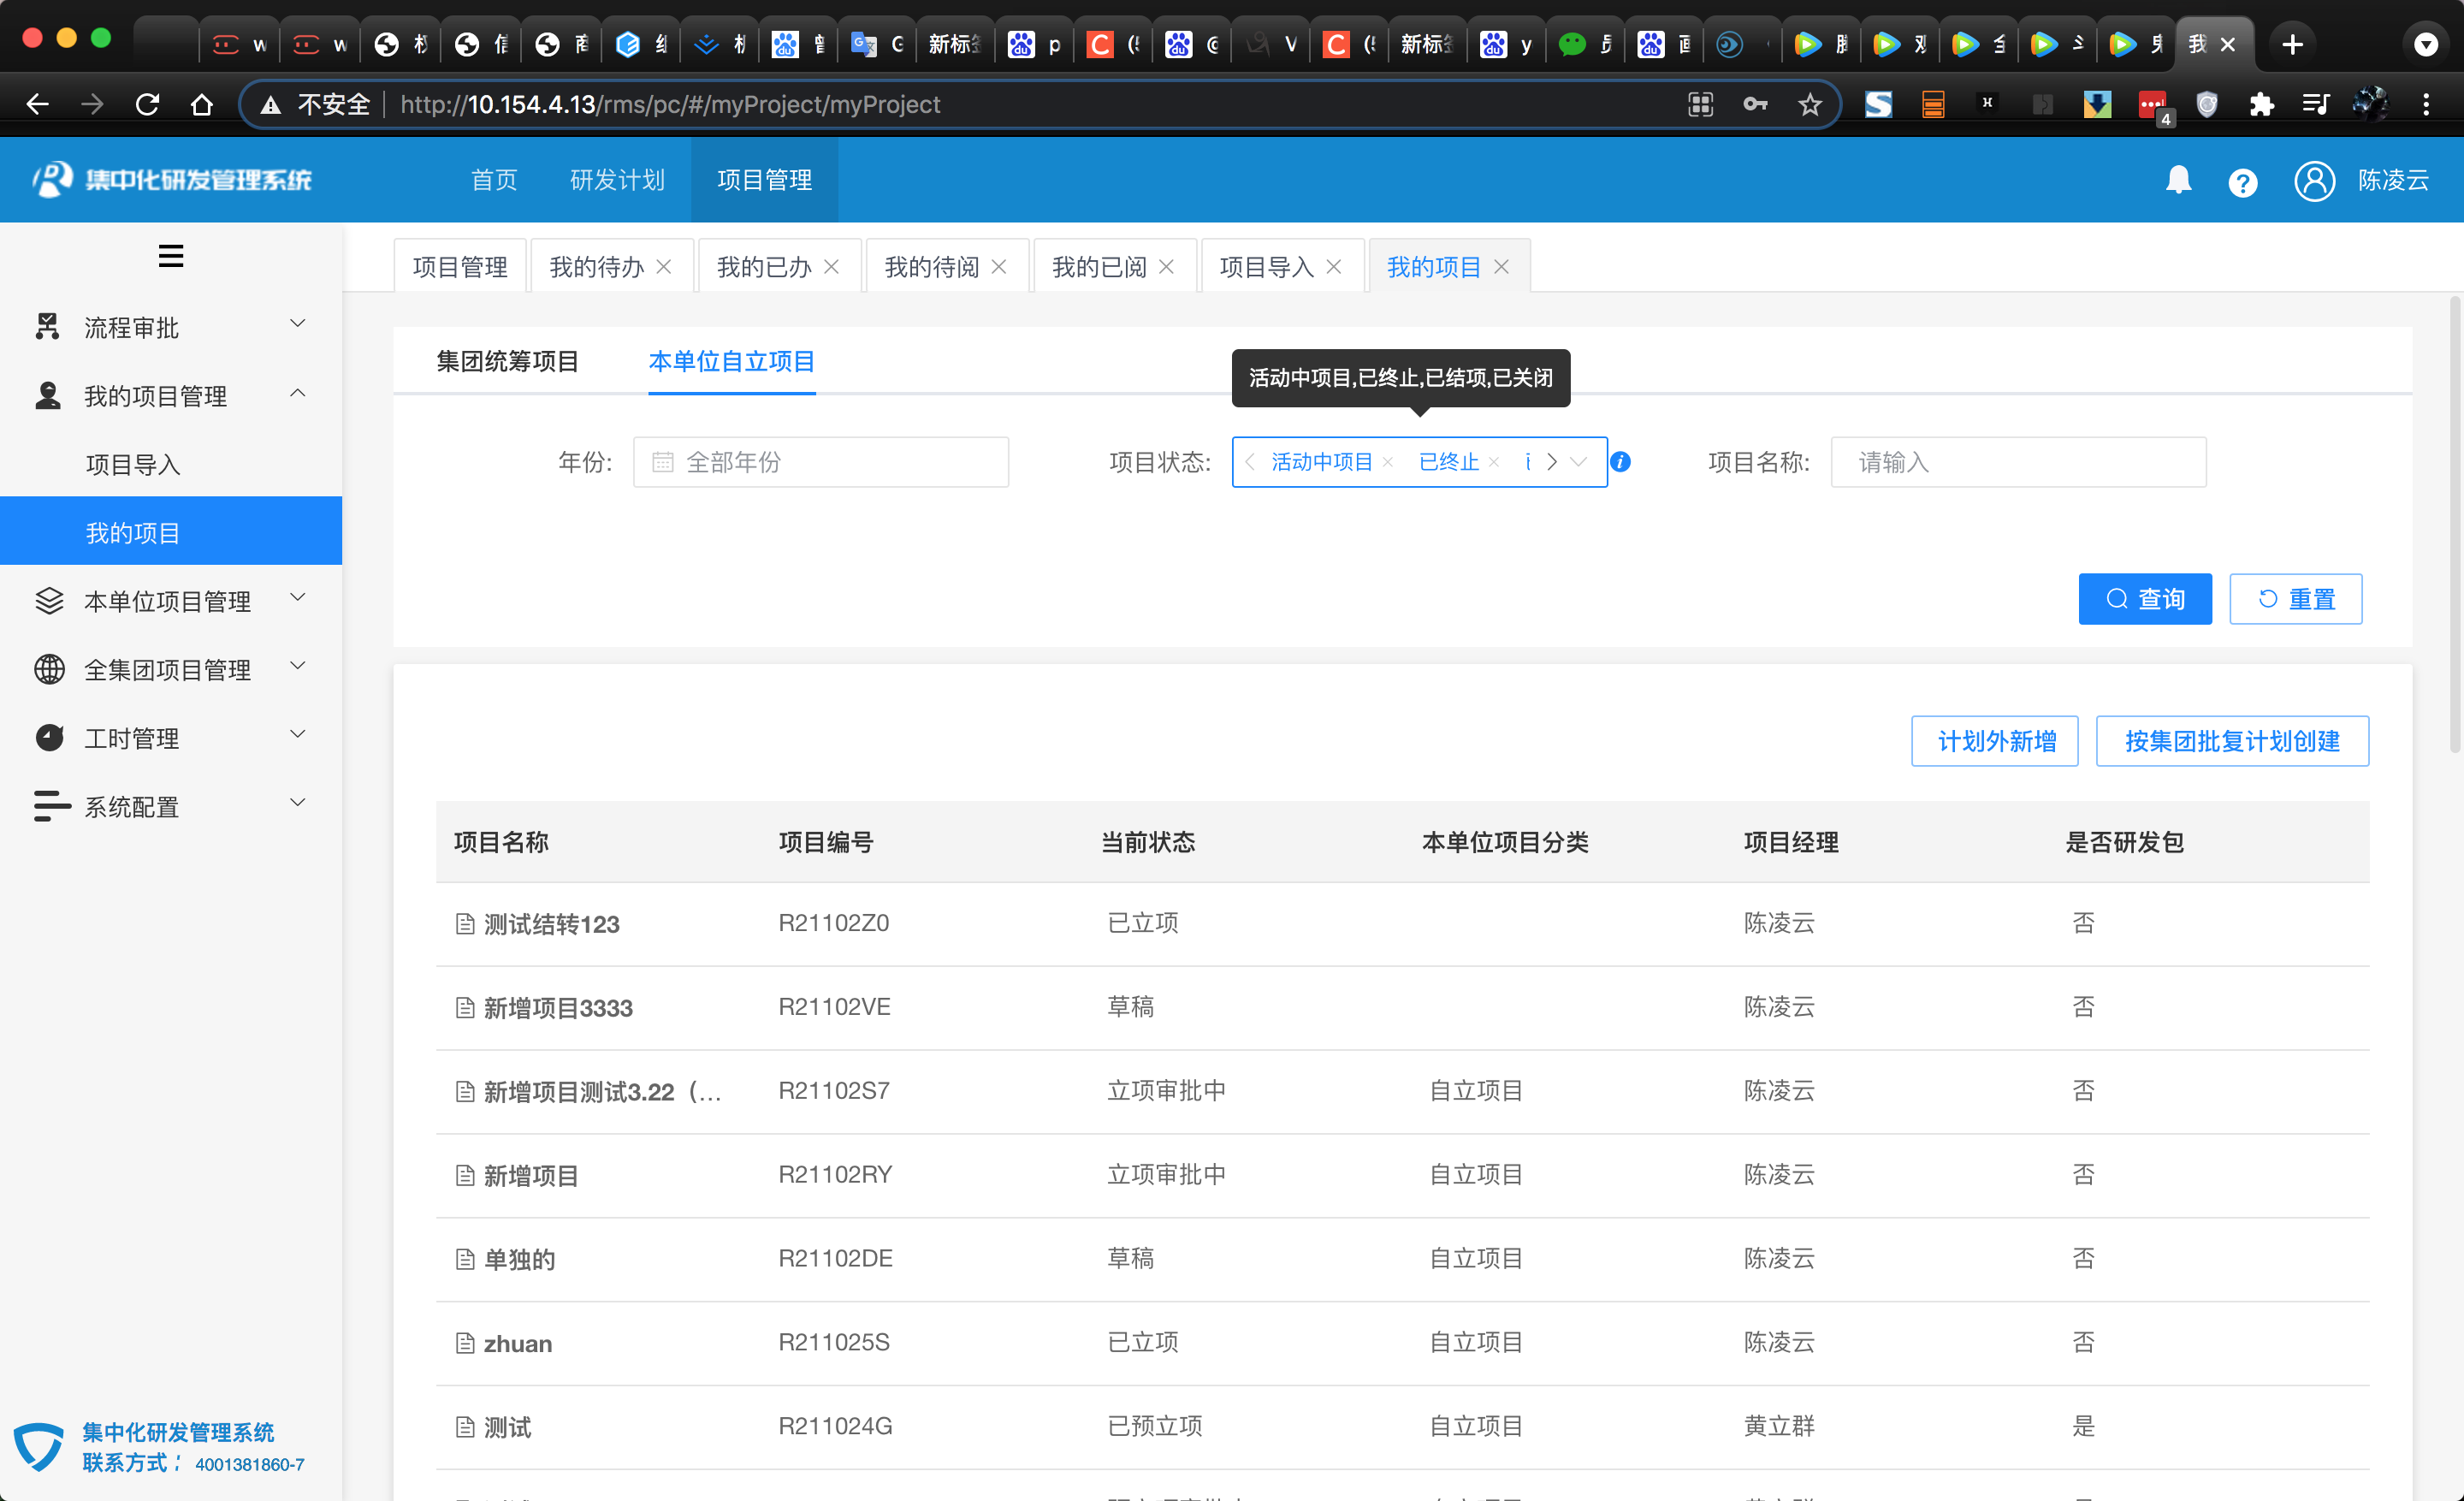 新标签
新标签
不安全 http://10.154.4.13/rms/pc/#/myProject/myProject
4
集中化研发管理系统 首页 研发计划 项目管理 陈凌云
项目管理 我的待办 我的已办 我的待阅 我的已阅 项目导入 我的项目
流程审批
我的项目管理
项目导入
我的项目
本单位项目管理
全集团项目管理
工时管理
系统配置
集中化研发管理系统
联系方式： 4001381860-7
集团统筹项目 本单位自立项目
活动中项目,已终止,已结项,已关闭
年份: 全部年份 项目状态: 活动中项目 已终止 项目名称: 请输入
查询 重置
计划外新增 按集团批复计划创建
项目名称 项目编号 当前状态 本单位项目分类 项目经理 是否研发包
测试结转123 R21102Z0 已立项 陈凌云 否
新增项目3333 R21102VE 草稿 陈凌云 否
新增项目测试3.22（... R21102S7 立项审批中 自立项目 陈凌云 否
新增项目 R21102RY 立项审批中 自立项目 陈凌云 否
单独的 R21102DE 草稿 自立项目 陈凌云 否
zhuan R211025S 已立项 自立项目 陈凌云 否
测试 R211024G 已预立项 自立项目 黄立群 是